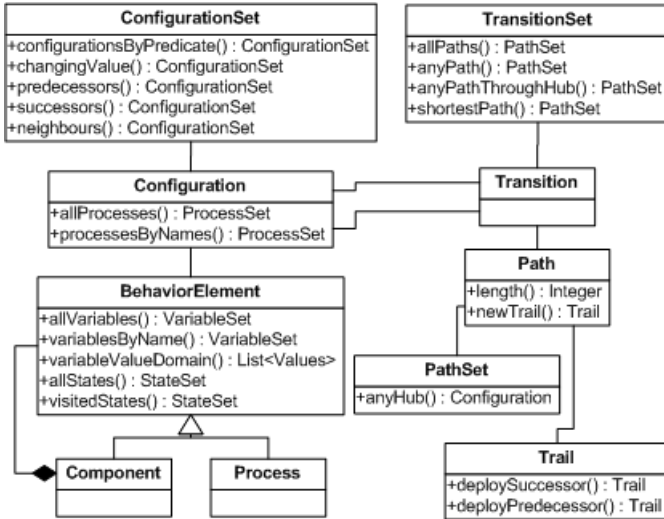 ConfigurationSet
+configurationsByPredicate() : ConfigurationSet
+changingValue() : ConfigurationSet
+predecessors() : ConfigurationSet
+successors() : ConfigurationSet
+neighbours() : ConfigurationSet
TransitionSet
+allPaths() : PathSet
+anyPath() : PathSet
+anyPathThroughHub() : PathSet
+shortestPath() : PathSet
Configuration
+allProcesses() : ProcessSet
+processesByNames() : ProcessSet
Transition
BehaviorElement
+allVariables() : VariableSet
+variablesByName() : VariableSet
+variableValueDomain() : List<Values>
+allStates() : StateSet
+visitedStates() : StateSet
Path
+length() : Integer
+newTrail() : Trail
PathSet
+anyHub() : Configuration
Component
Process
Trail
+deploySuccessor() : Trail
+deployPredecessor() : Trail